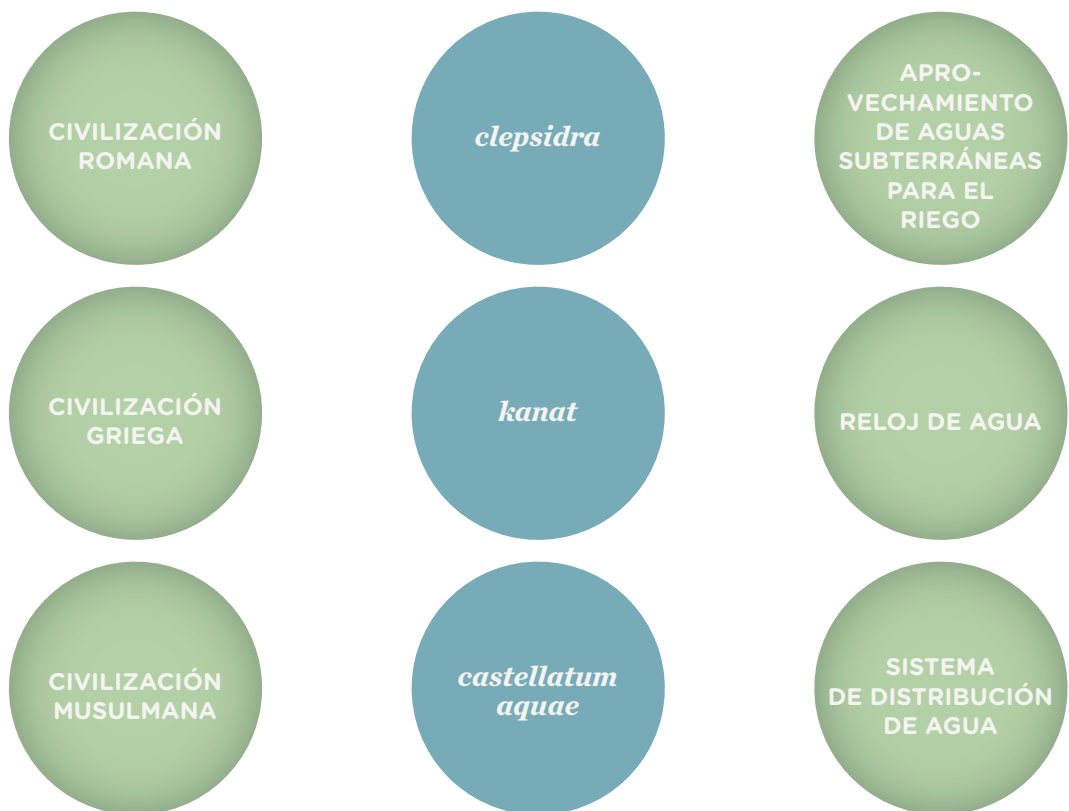 CIVILIZACIÓN
ROMANA
clepsidra
APRO-
VECHAMIENTO
DE AGUAS
SUBTERRÁNEAS
PARA EL
RIEGO
CIVILIZACIÓN
GRIEGA
kanat
RELOJ DE AGUA
CIVILIZACIÓN
MUSULMANA
castellatum
aquae
SISTEMA
DE DISTRIBUCIÓN
DE AGUA